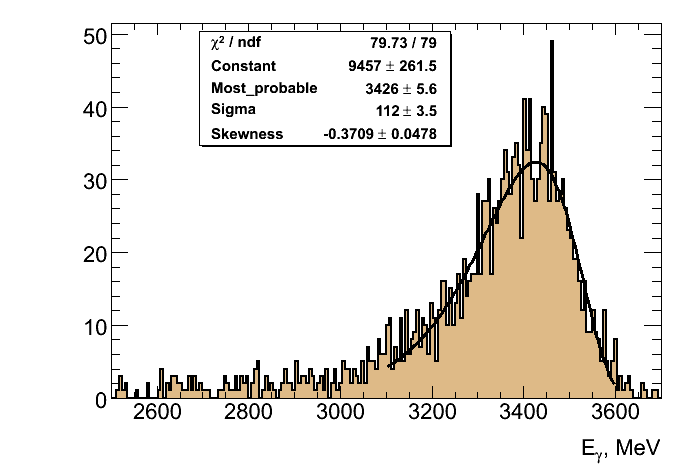 50
40
30
20
10
0
χ² / ndf 79.73 / 79
Constant 9457 ± 261.5
Most_probable 3426 ± 5.6
Sigma 112 ± 3.5
Skewness -0.3709 ± 0.0478
2600 2800 3000 3200 3400 3600
Eγ, MeV